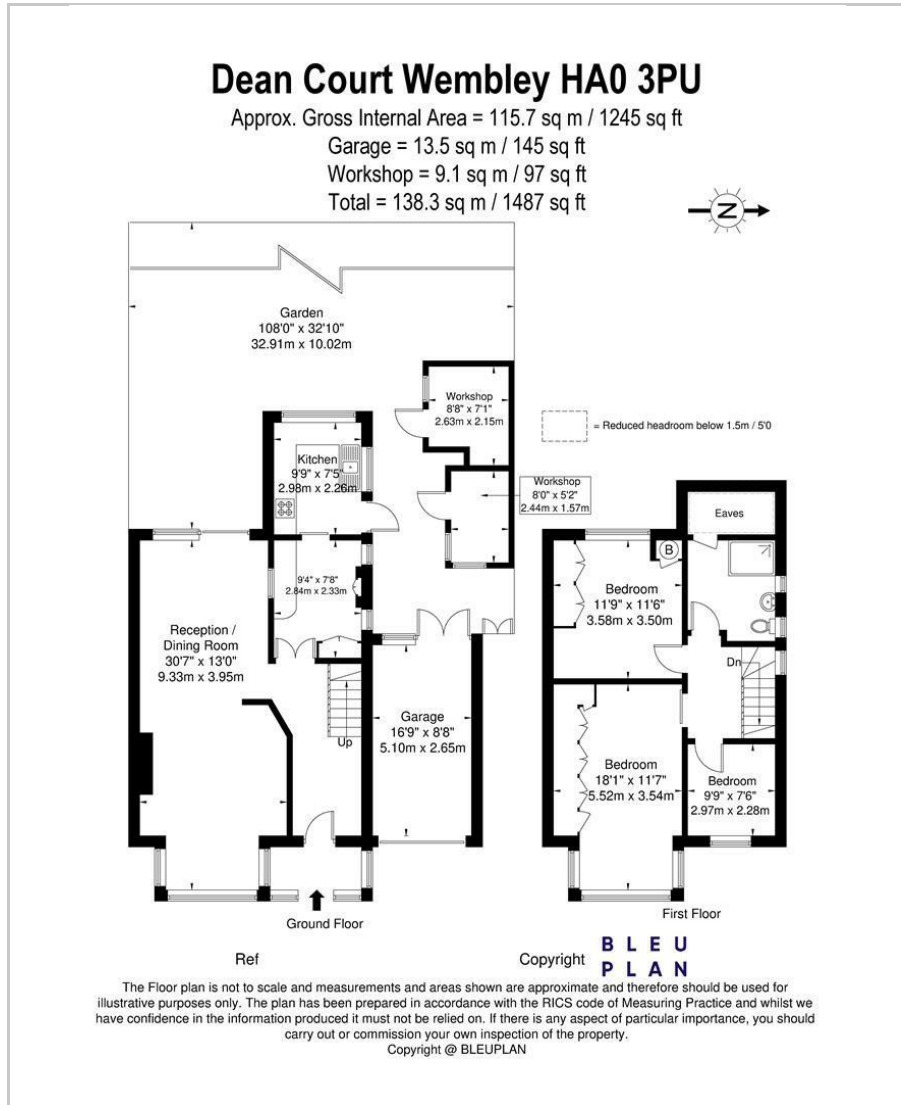 Dean Court Wembley HA0 3PU
Approx. Gross Internal Area = 115.7 sq m / 1245 sq ft
Garage = 13.5 sq m / 145 sq ft
Workshop = 9.1 sq m / 97 sq ft
Total = 138.3 sq m / 1487 sq ft
N
Garden
108'0" x 32'10"
32.91m x 10.02m
Workshop
8'8" x 7'1"
2.63m x 2.15m
= Reduced headroom below 1.5m / 5'0
Kitchen
9'9" x 7'5"
2.98m x 2.26m
Workshop
8'0" x 5'2"
2.44m x 1.57m
Eaves
B
9'4" x 7'8"
2.84m x 2.33m
Bedroom
11'9" x 11'6"
3.58m x 3.50m
Reception /
Dining Room
30'7" x 13'0"
9.33m x 3.95m
Dn
Up
Garage
16'9" x 8'8"
5.10m x 2.65m
Bedroom
18'1" x 11'7"
5.52m x 3.54m
Bedroom
9'9" x 7'6"
2.97m x 2.28m
Ground Floor
First Floor
Ref
Copyright
BLEU
PLAN
The Floor plan is not to scale and measurements and areas shown are approximate and therefore should be used for
illustrative purposes only. The plan has been prepared in accordance with the RICS code of Measuring Practice and whilst we
have confidence in the information produced it must not be relied on. If there is any aspect of particular importance, you should
carry out or commission your own inspection of the property.
Copyright @ BLEUPLAN